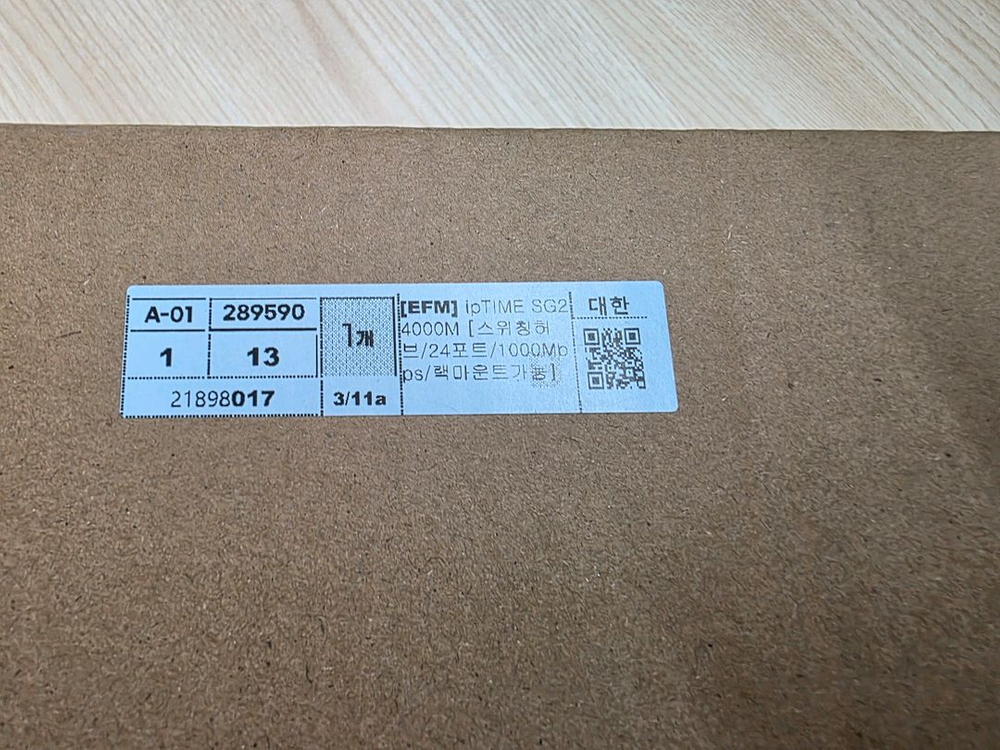 A-01 289590
1 13
21898017
1개
3/11a
[EFM] ipTIME SG2
4000M [스위칭허
브/24포트/1000Mb
ps/랙마운트가능]
대한